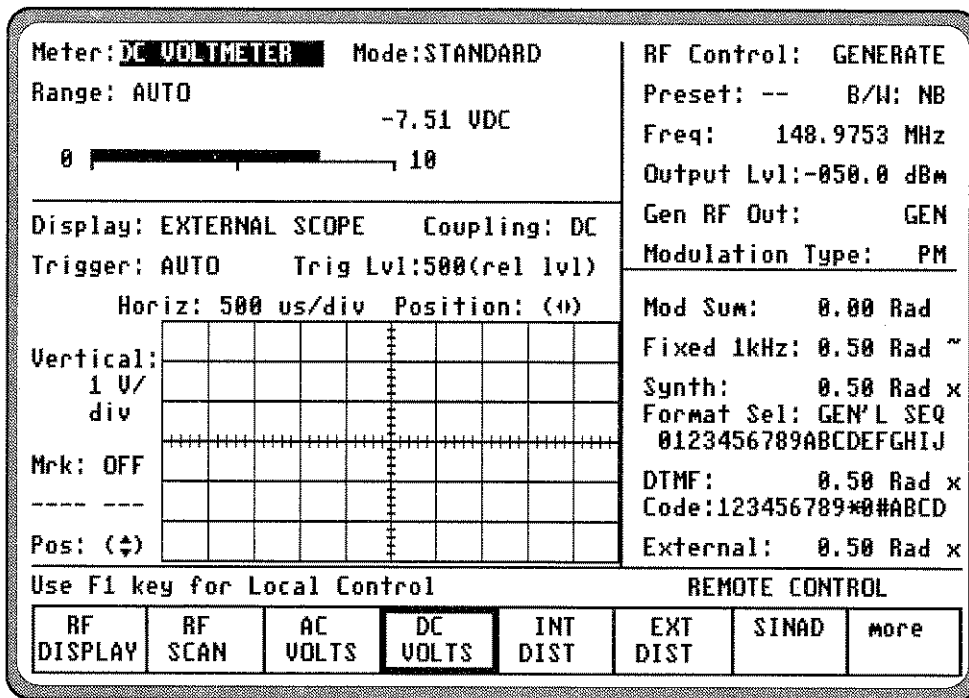 Meter:DC VOLTMETER Mode:STANDARD
Range: AUTO
-7.51 VDC
0 10
Display: EXTERNAL SCOPE Coupling: DC
Trigger: AUTO Trig Lvl:500(rel lvl)
Horiz: 500 us/div Position: (↔)
Vertical:
1 V/
div
Mrk: OFF
---- ---
Pos: (↕)
RF Control: GENERATE
Preset: -- B/W: NB
Freq: 148.9753 MHz
Output Lvl:-050.0 dBm
Gen RF Out: GEN
Modulation Type: PM
Mod Sum: 0.00 Rad
Fixed 1kHz: 0.50 Rad ~
Synth: 0.50 Rad x
Format Sel: GEN'L SEQ
0123456789ABCDEFGHIJ
DTMF: 0.50 Rad x
Code:123456789*0#ABCD
External: 0.50 Rad x
Use F1 key for Local Control REMOTE CONTROL
RF DISPLAY
RF SCAN
AC VOLTS
DC VOLTS
INT DIST
EXT DIST
SINAD
more